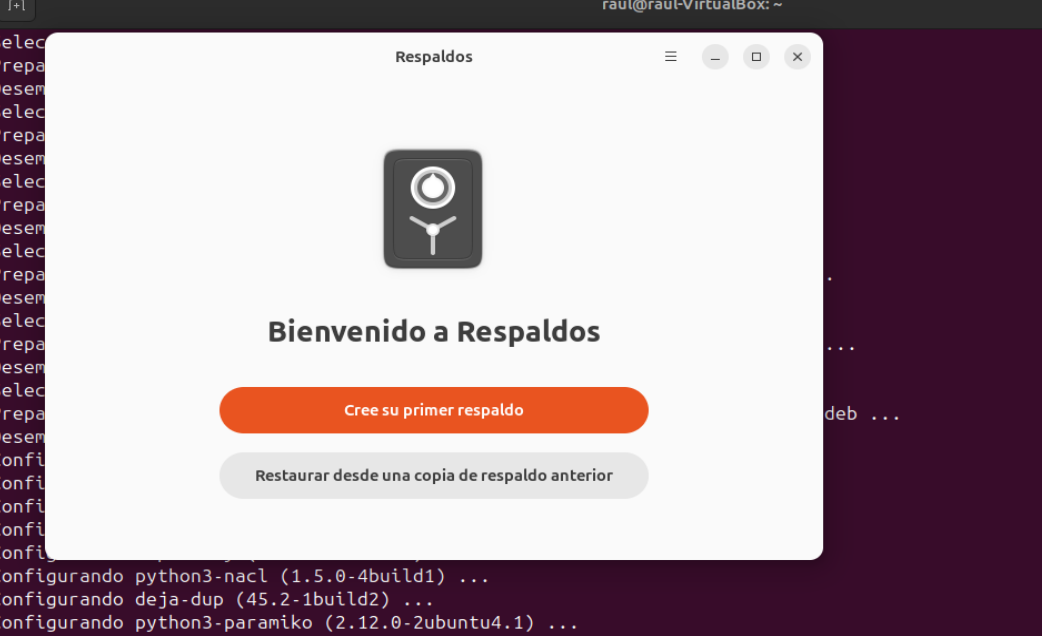 raul@raul-VirtualBox: ~
elec
repa
esem
elec
repa
esem
elec
repa
esem
elec
repa
.
esem
elec
repa
...
esem
elec
repa
deb ...
esem
onfi
onfi
onfi
onfi
onfi
Respaldos
Bienvenido a Respaldos
Cree su primer respaldo
Restaurar desde una copia de respaldo anterior
onfigurando python3-nacl (1.5.0-4build1) ...
onfigurando deja-dup (45.2-1build2) ...
onfigurando python3-paramiko (2.12.0-2ubuntu4.1) ...